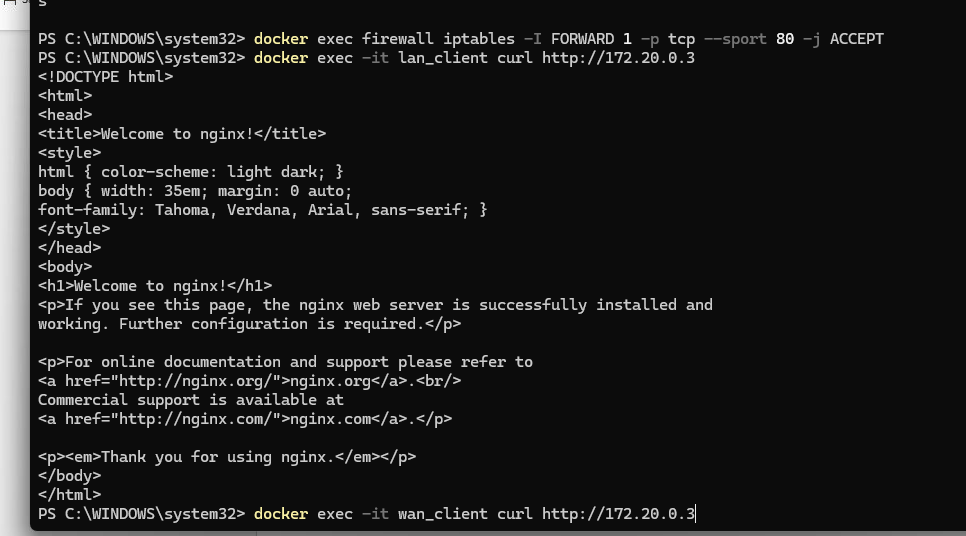 s
PS C:\WINDOWS\system32> docker exec firewall iptables -I FORWARD 1 -p tcp --sport 80 -j ACCEPT
PS C:\WINDOWS\system32> docker exec -it lan_client curl http://172.20.0.3
<!DOCTYPE html>
<html>
<head>
<title>Welcome to nginx!</title>
<style>
html { color-scheme: light dark; }
body { width: 35em; margin: 0 auto;
font-family: Tahoma, Verdana, Arial, sans-serif; }
</style>
</head>
<body>
<h1>Welcome to nginx!</h1>
<p>If you see this page, the nginx web server is successfully installed and
working. Further configuration is required.</p>

<p>For online documentation and support please refer to
<a href="http://nginx.org/">nginx.org</a>.<br/>
Commercial support is available at
<a href="http://nginx.com/">nginx.com</a>.</p>

<p><em>Thank you for using nginx.</em></p>
</body>
</html>
PS C:\WINDOWS\system32> docker exec -it wan_client curl http://172.20.0.3